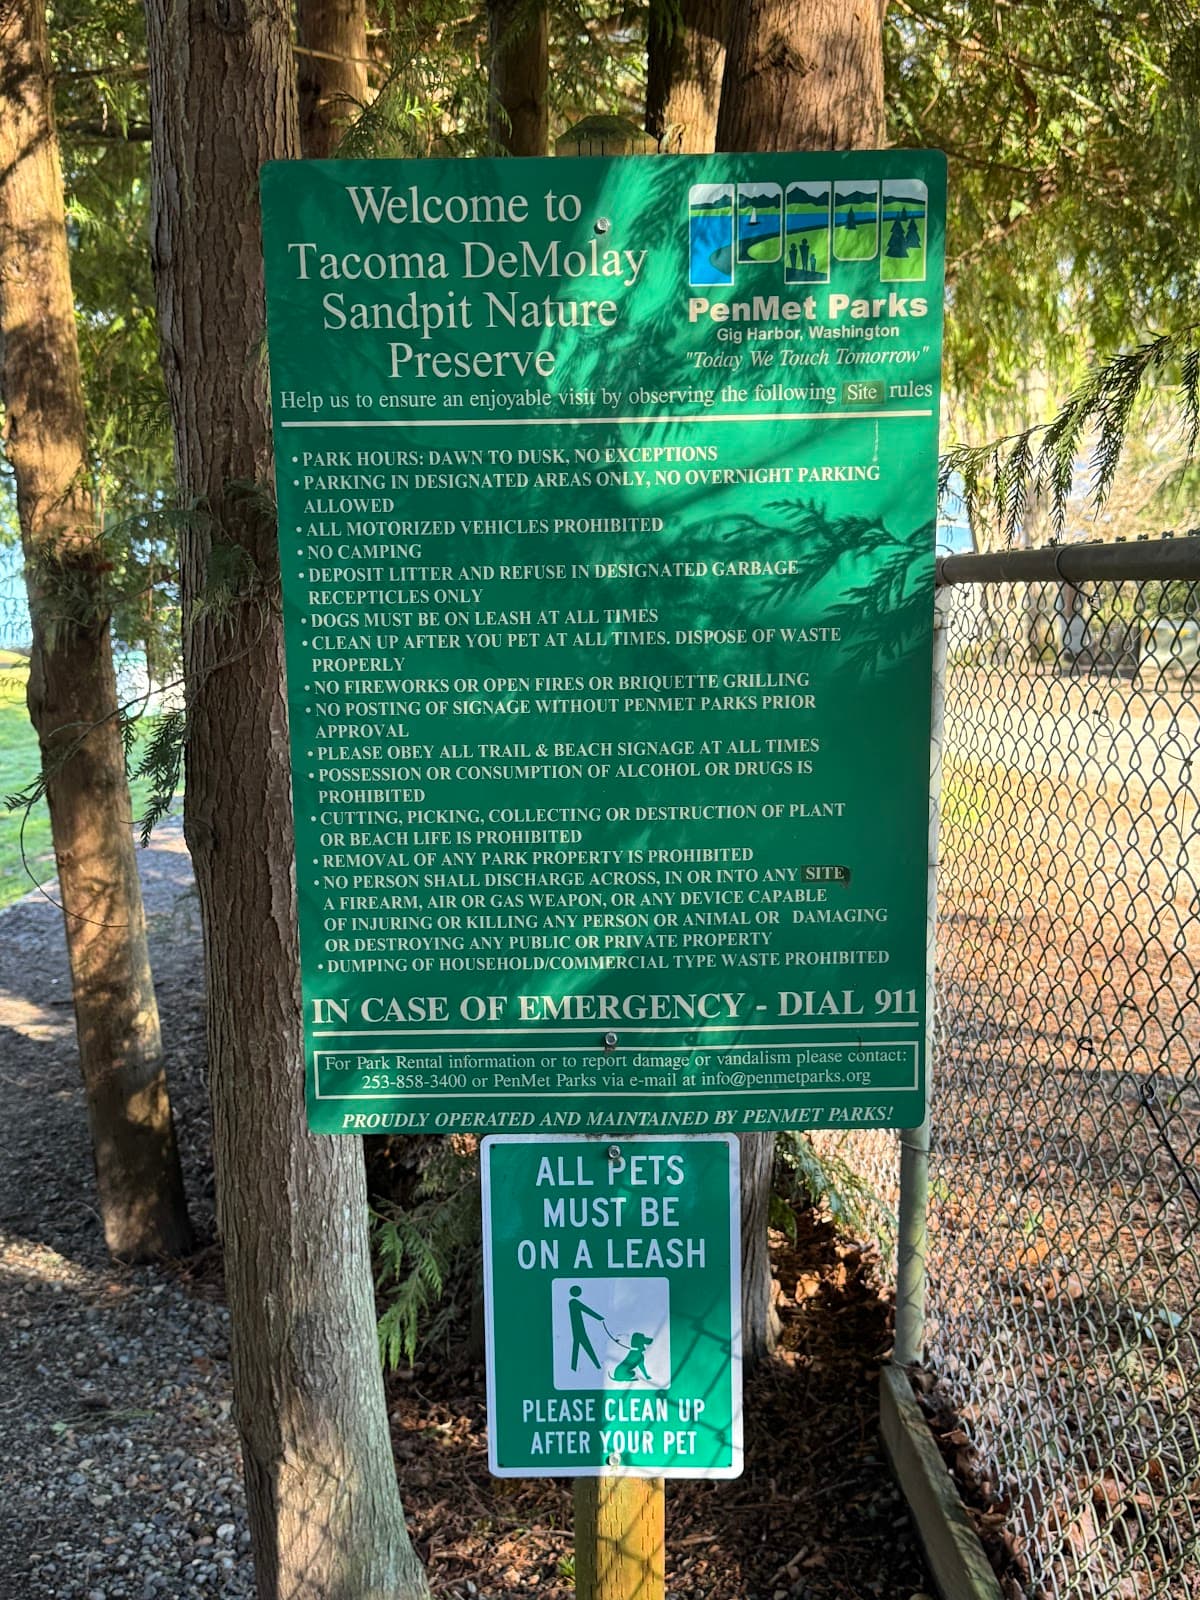 Welcome to
Tacoma DeMolay
Sandpit Nature
Preserve
PenMet Parks
Gig Harbor, Washington
"Today We Touch Tomorrow"
Help us to ensure an enjoyable visit by observing the following Site rules
• PARK HOURS: DAWN TO DUSK, NO EXCEPTIONS
• PARKING IN DESIGNATED AREAS ONLY, NO OVERNIGHT PARKING
ALLOWED
• ALL MOTORIZED VEHICLES PROHIBITED
• NO CAMPING
• DEPOSIT LITTER AND REFUSE IN DESIGNATED GARBAGE
RECEPTICLES ONLY
• DOGS MUST BE ON LEASH AT ALL TIMES
• CLEAN UP AFTER YOU PET AT ALL TIMES. DISPOSE OF WASTE
PROPERLY
• NO FIREWORKS OR OPEN FIRES OR BRIQUETTE GRILLING
• NO POSTING OF SIGNAGE WITHOUT PENMET PARKS PRIOR
APPROVAL
• PLEASE OBEY ALL TRAIL & BEACH SIGNAGE AT ALL TIMES
• POSSESSION OR CONSUMPTION OF ALCOHOL OR DRUGS IS
PROHIBITED
• CUTTING, PICKING, COLLECTING OR DESTRUCTION OF PLANT
OR BEACH LIFE IS PROHIBITED
• REMOVAL OF ANY PARK PROPERTY IS PROHIBITED
• NO PERSON SHALL DISCHARGE ACROSS, IN OR INTO ANY SITE
A FIREARM, AIR OR GAS WEAPON, OR ANY DEVICE CAPABLE
OF INJURING OR KILLING ANY PERSON OR ANIMAL OR DAMAGING
OR DESTROYING ANY PUBLIC OR PRIVATE PROPERTY
• DUMPING OF HOUSEHOLD/COMMERCIAL TYPE WASTE PROHIBITED
IN CASE OF EMERGENCY - DIAL 911
For Park Rental information or to report damage or vandalism please contact:
253-858-3400 or PenMet Parks via e-mail at info@penmetparks.org
PROUDLY OPERATED AND MAINTAINED BY PENMET PARKS!
ALL PETS
MUST BE
ON A LEASH
PLEASE CLEAN UP
AFTER YOUR PET